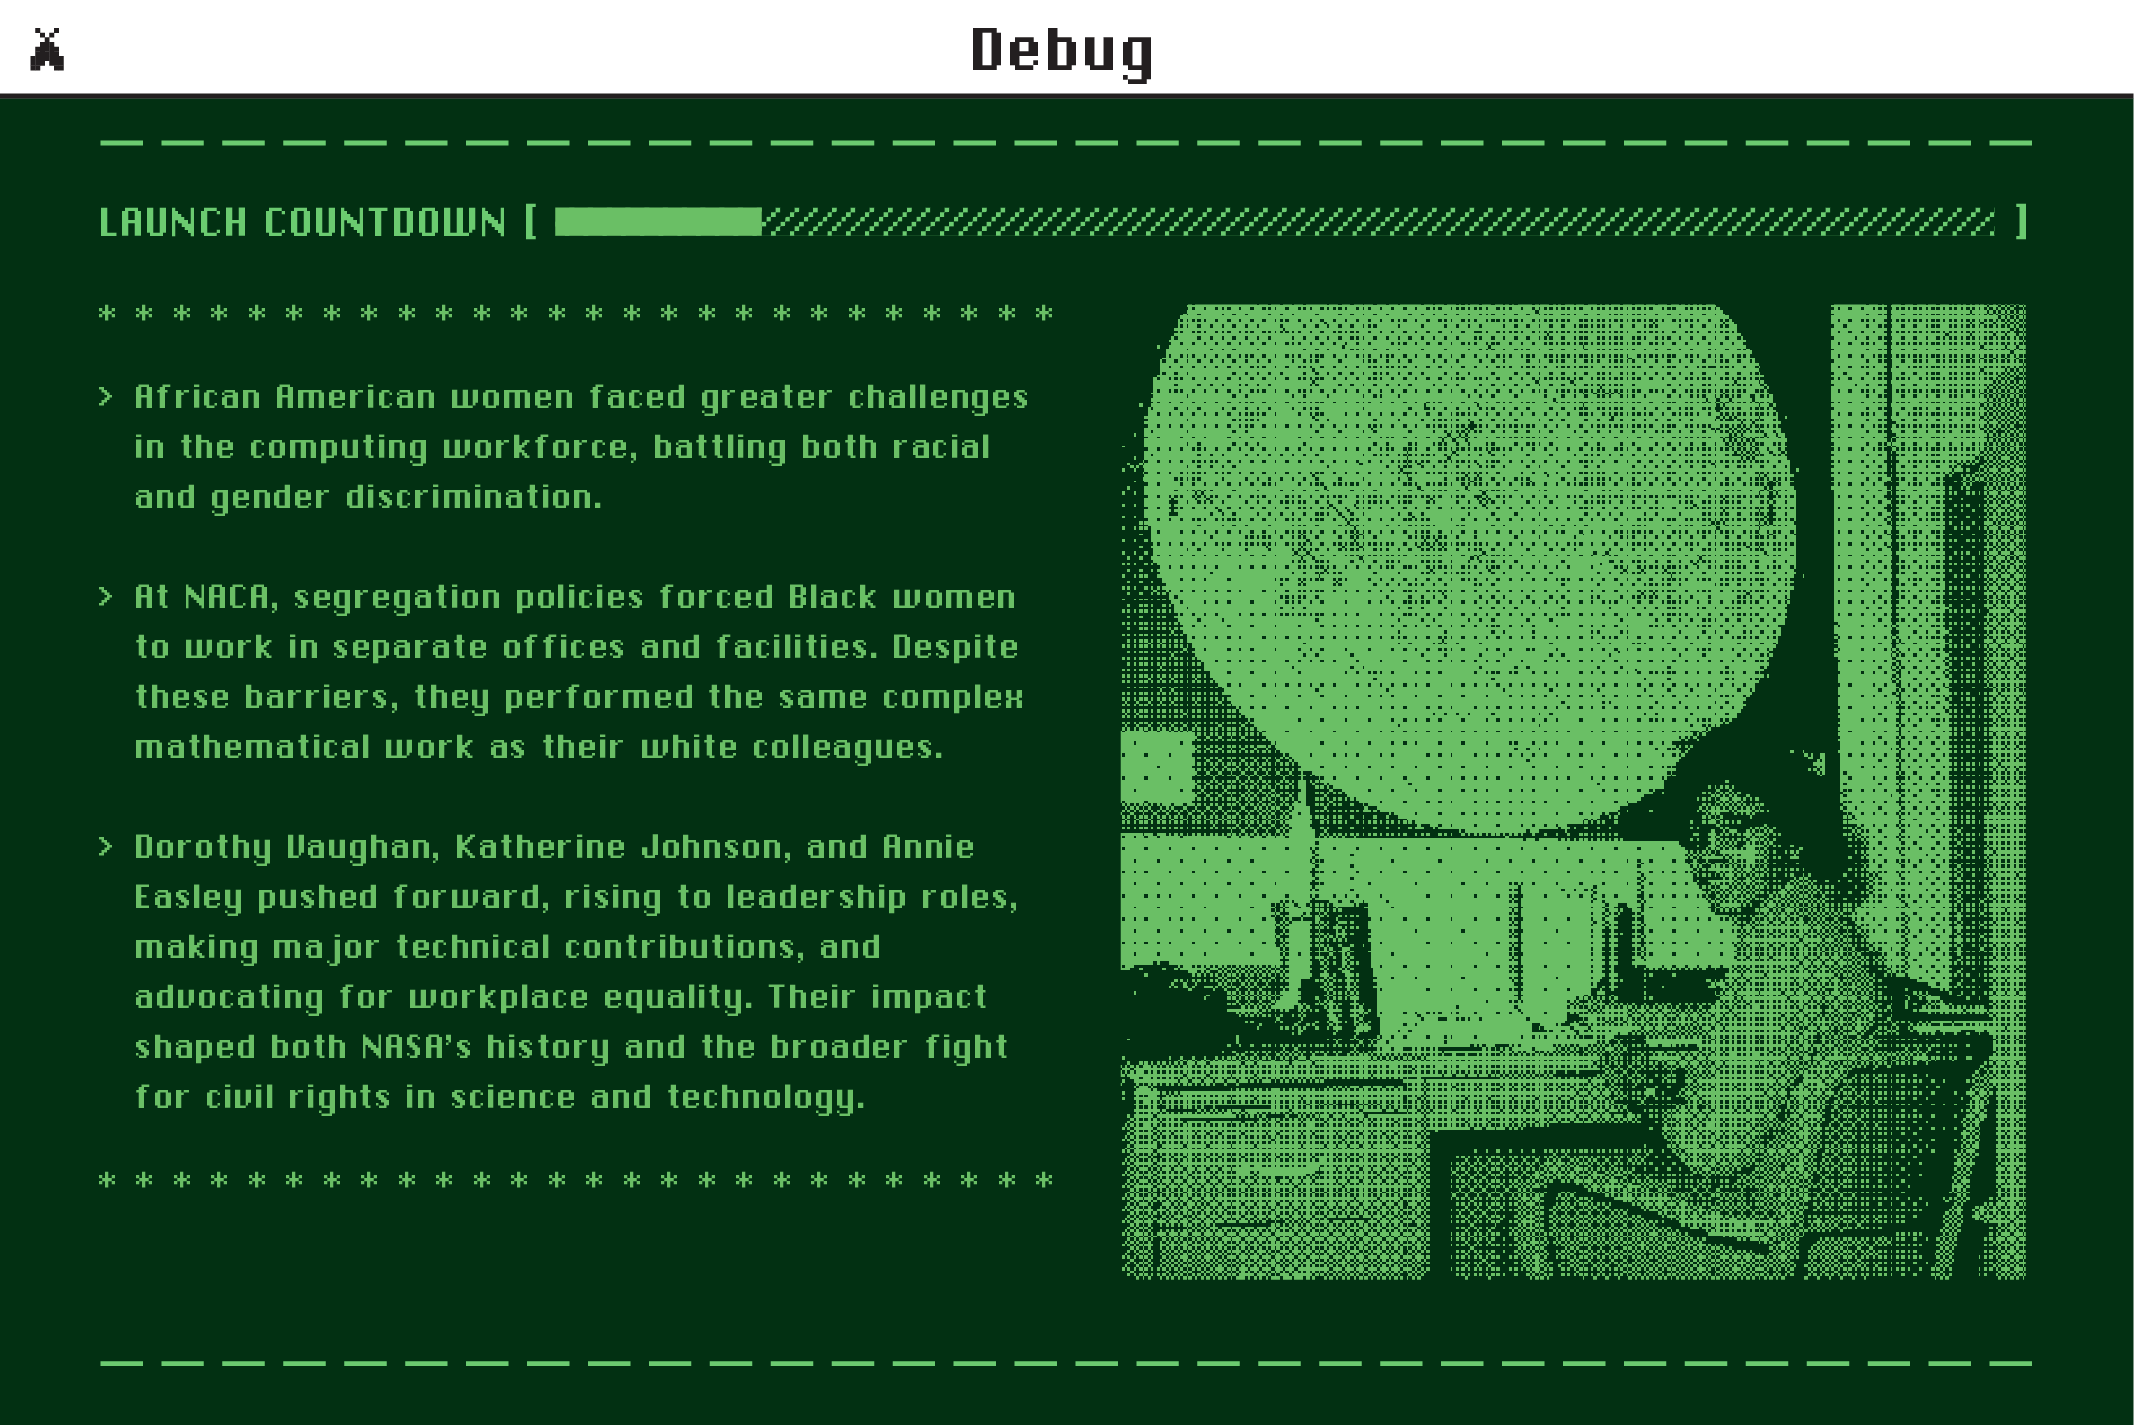 Debug
LAUNCH COUNTDOWN [ ]
* * * * * * * * * * * * * * * * * * * * * * * * * *
> African American women faced greater challenges
in the computing workforce, battling both racial
and gender discrimination.
> At NACA, segregation policies forced Black women
to work in separate offices and facilities. Despite
these barriers, they performed the same complex
mathematical work as their white colleagues.
> Dorothy Vaughan, Katherine Johnson, and Annie
Easley pushed forward, rising to leadership roles,
making major technical contributions, and
advocating for workplace equality. Their impact
shaped both NASA's history and the broader fight
for civil rights in science and technology.
* * * * * * * * * * * * * * * * * * * * * * * * * *